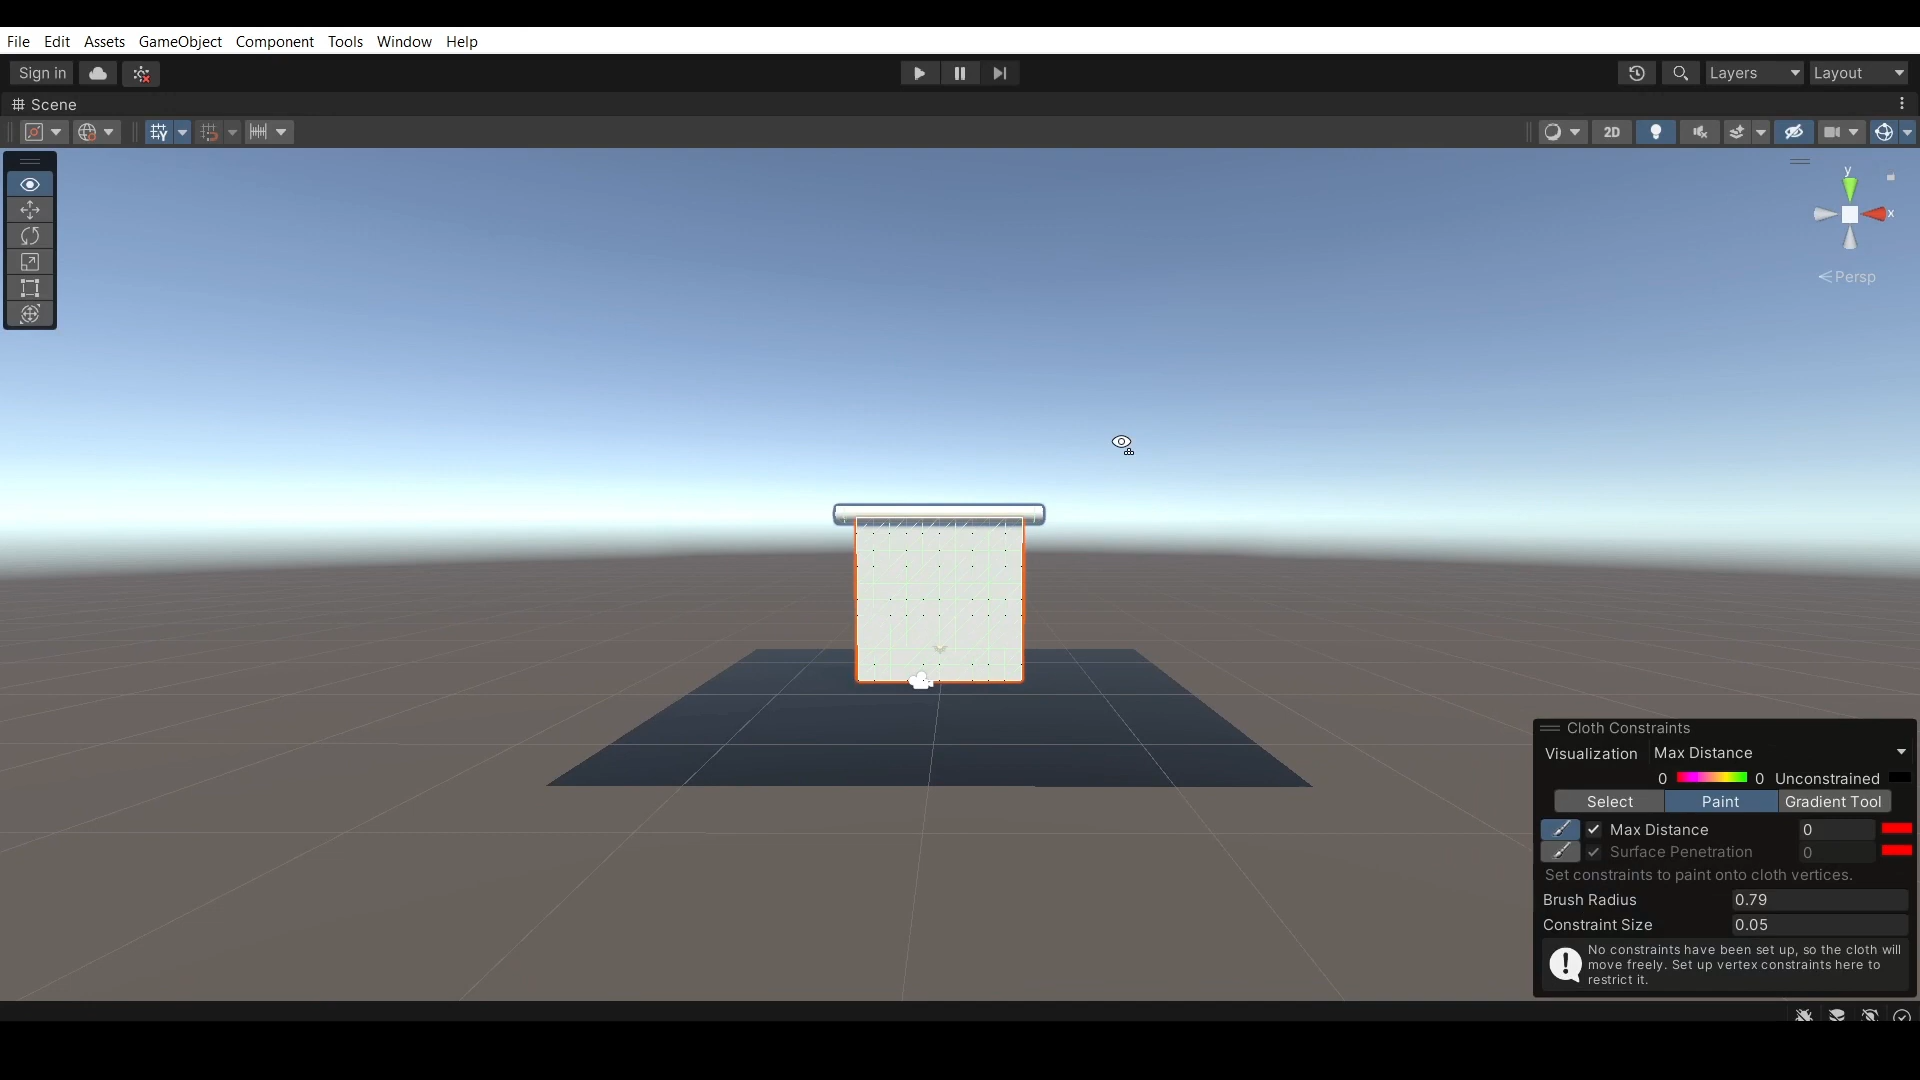 File Edit Assets GameObject Component Tools Window Help
Sign in Layers Layout
Scene
2D
y
x
Persp
Cloth Constraints
Visualization Max Distance
0 0 Unconstrained
Select Paint Gradient Tool
Max Distance 0
Surface Penetration 0
Set constraints to paint onto cloth vertices.
Brush Radius 0.79
Constraint Size 0.05
No constraints have been set up, so the cloth will
move freely. Set up vertex constraints here to
restrict it.